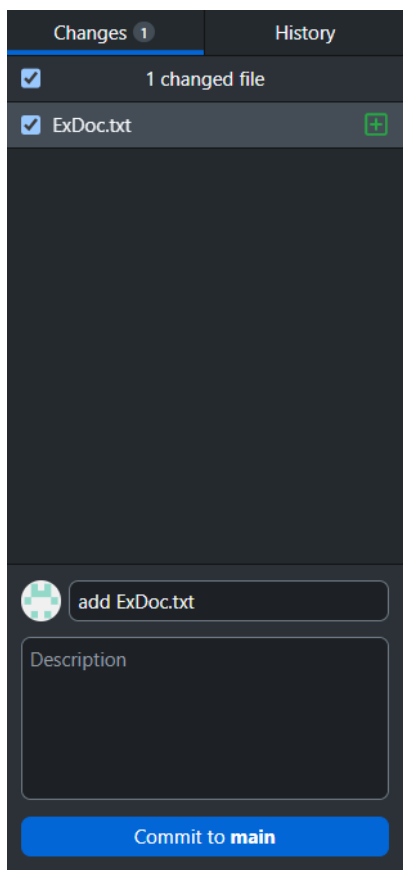 Changes 1 History
1 changed file
ExDoc.txt
add ExDoc.txt
Description
Commit to main